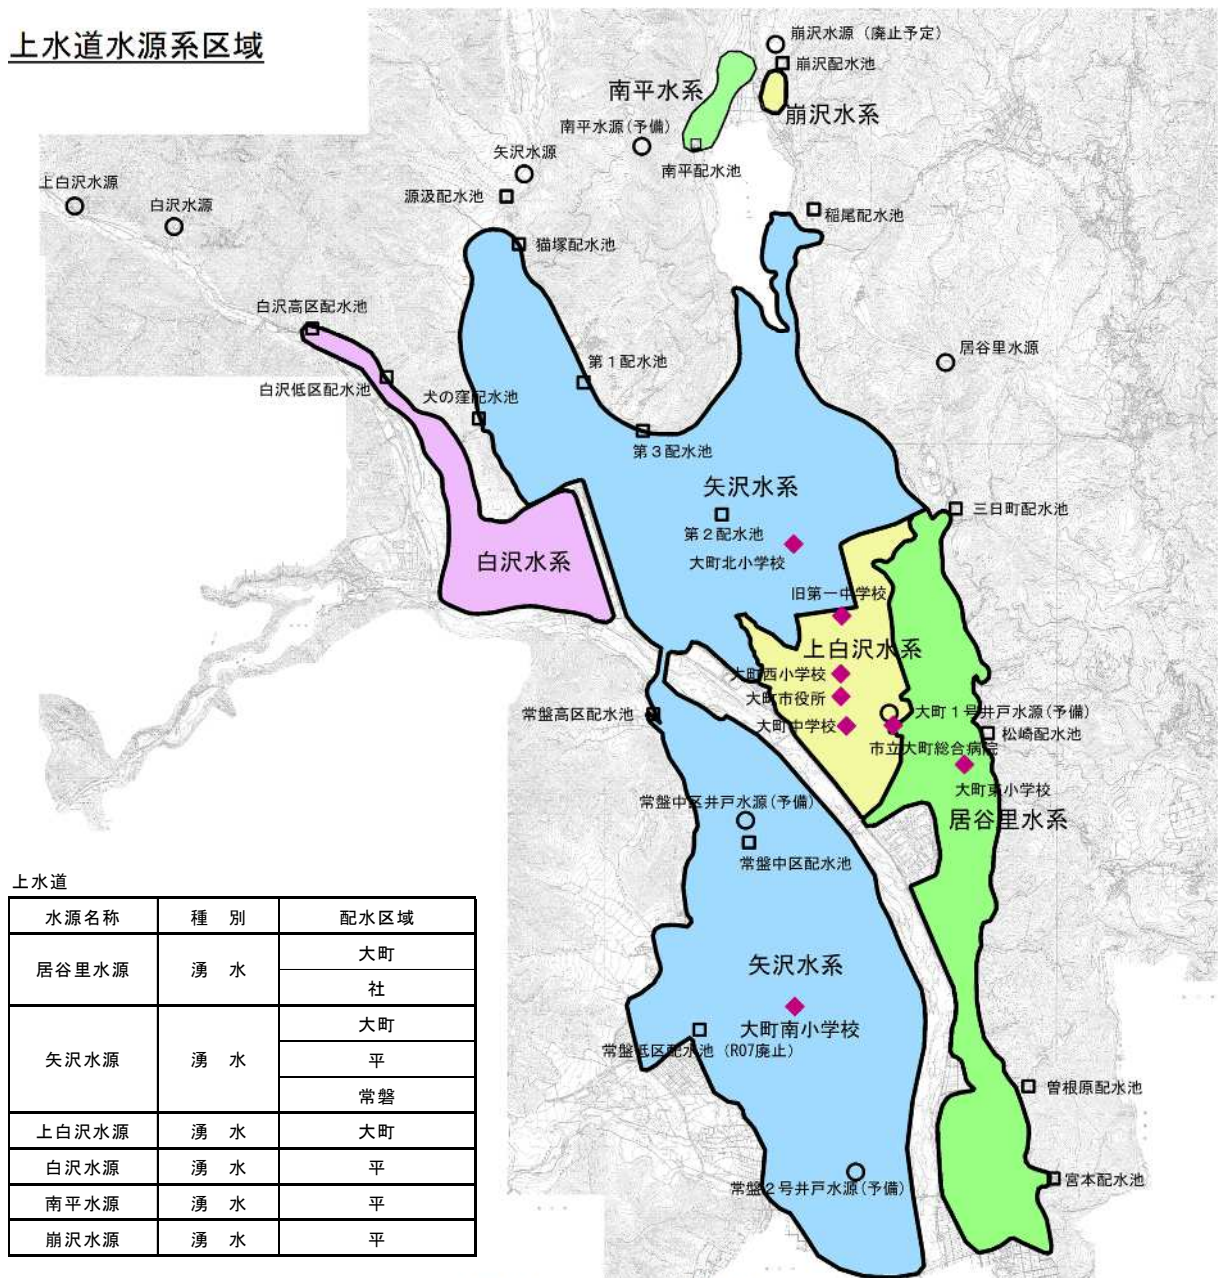 上水道水源系区域
崩沢水源（廃止予定）
崩沢配水池
南平水系
崩沢水系
南平水源(予備)
南平配水池
矢沢水源
源汲配水池
上白沢水源
白沢水源
稲尾配水池
猫塚配水池
白沢高区配水池
居谷里水源
第１配水池
白沢低区配水池
犬の窪配水池
第３配水池
矢沢水系
第２配水池
三日町配水池
大町北小学校
白沢水系
旧第一中学校
上白沢水系
大町西小学校
大町市役所
常盤高区配水池
大町中学校
大町１号井戸水源(予備)
松崎配水池
市立大町総合病院
大町東小学校
常盤中区井戸水源(予備)
居谷里水系
常盤中区配水池
矢沢水系
大町南小学校
常盤低区配水池（R07廃止）
曽根原配水池
常盤２号井戸水源(予備)
宮本配水池
上水道
水源名称 種 別 配水区域
居谷里水源 湧 水 大町
社
矢沢水源 湧 水 大町
平
常磐
上白沢水源 湧 水 大町
白沢水源 湧 水 平
南平水源 湧 水 平
崩沢水源 湧 水 平